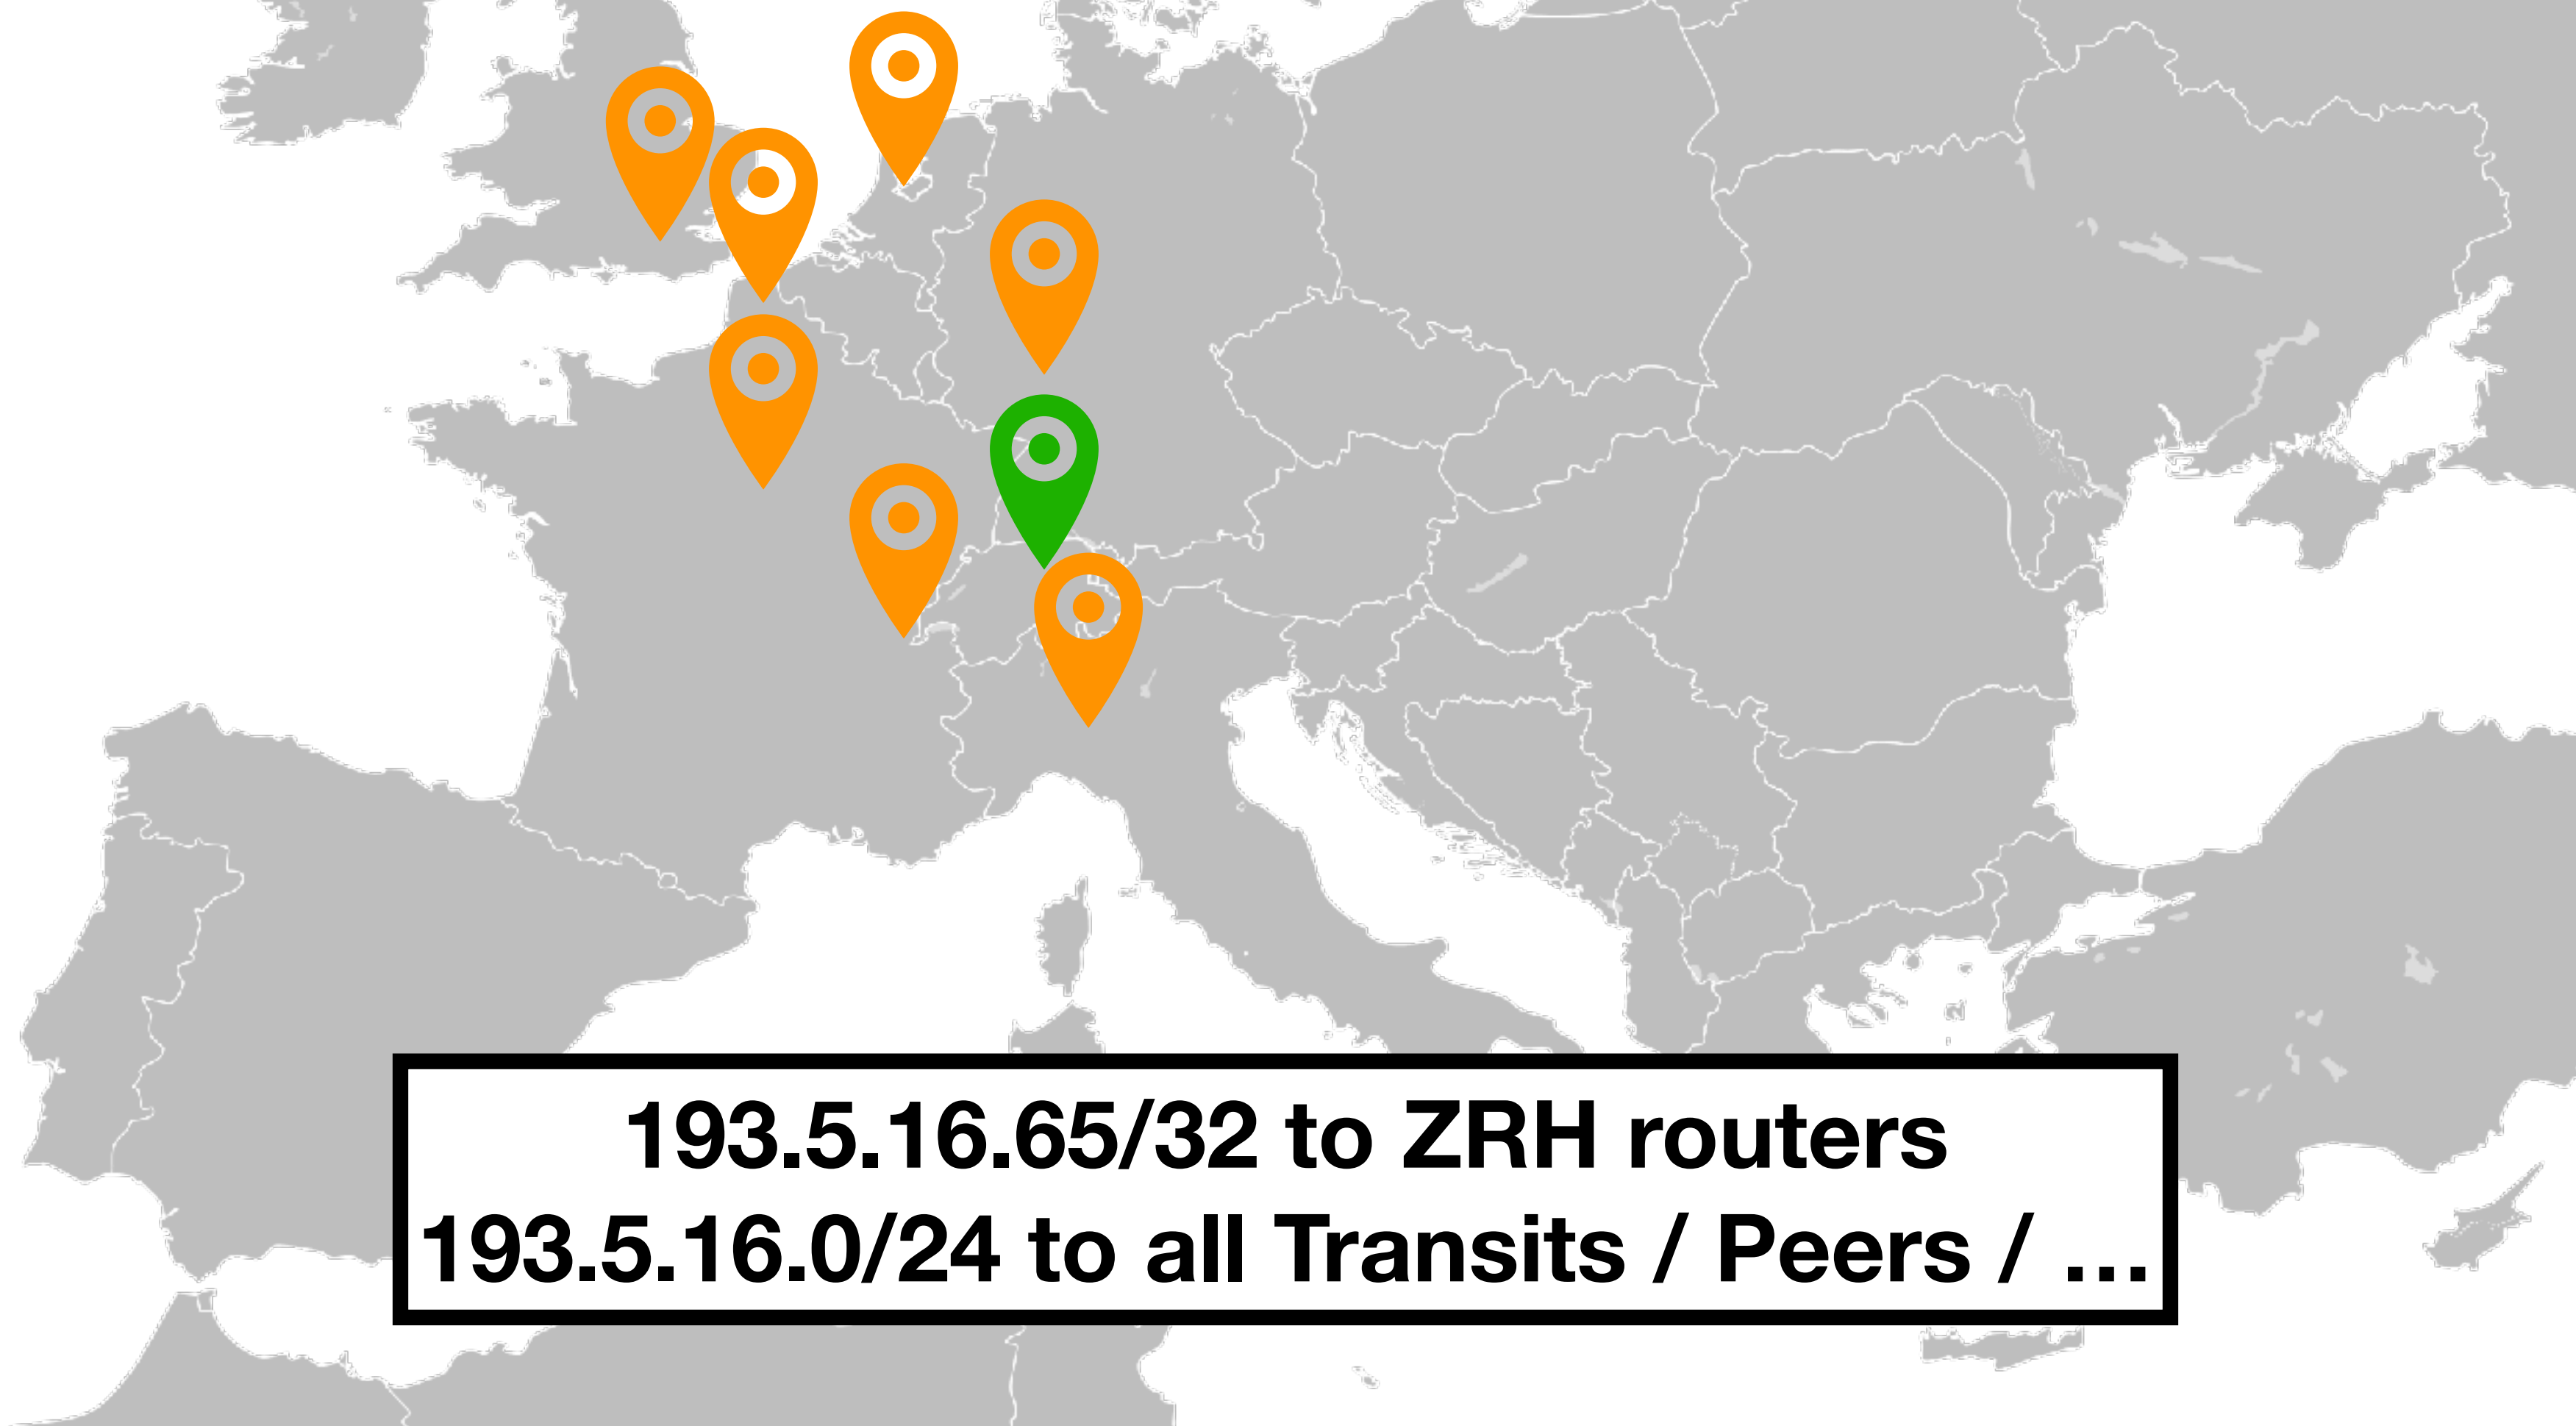 193.5.16.65/32 to ZRH routers
193.5.16.0/24 to all Transits / Peers / …